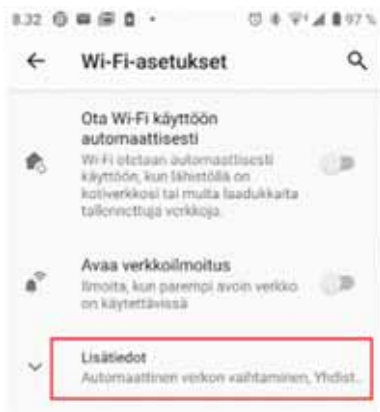 8.32
97 %
Wi-Fi-asetukset
Ota Wi-Fi käyttöön
automaattisesti
Wi-Fi otetaan automaattisesti
käyttöön, kun lähistöllä on
kotiverkkosi tai muita laadukkaita
tallennettuja verkkoja.
Avaa verkkoilmoitus
Ilmoita, kun parempi avoin verkko
on käytettävissä
Lisätiedot
Automaattinen verkon vaihtaminen, Yhdist..